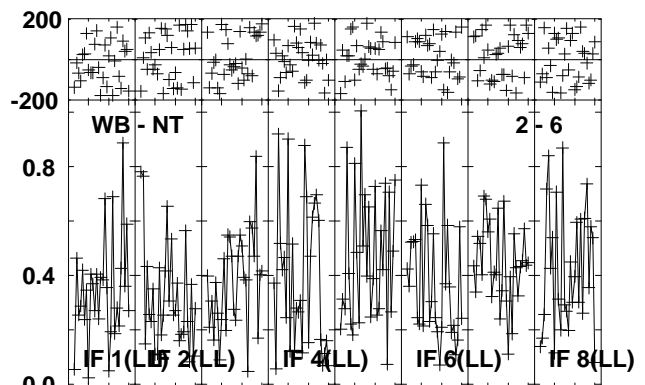 200
-200
WB - NT 2 - 6
0.8
0.4
IF 1(LL) IF 2(LL) IF 4(LL) IF 6(LL) IF 8(LL)
0.0